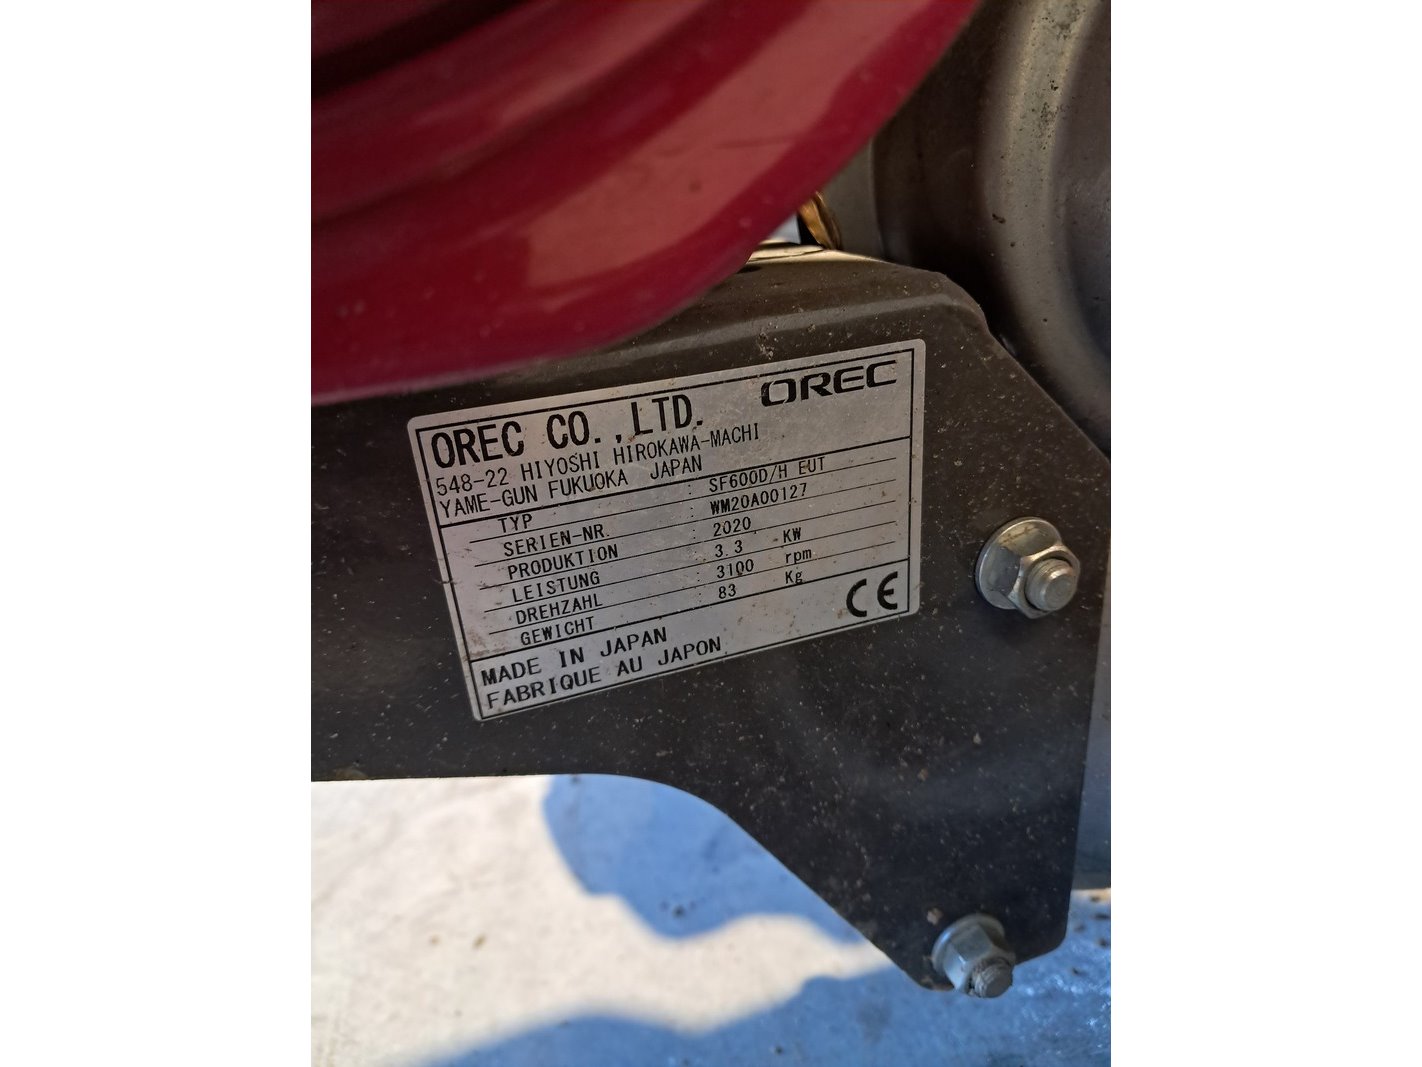 OREC CO.,LTD. OREC
548-22 HIYOSHI HIROKAWA-MACHI
YAME-GUN FUKUOKA JAPAN
TYP : SF600D/H EUT
SERIEN-NR. : WM20A00127
PRODUKTION : 2020
LEISTUNG : 3.3 KW
DREHZAHL : 3100 rpm
GEWICHT : 83 Kg
CE
MADE IN JAPAN
FABRIQUE AU JAPON